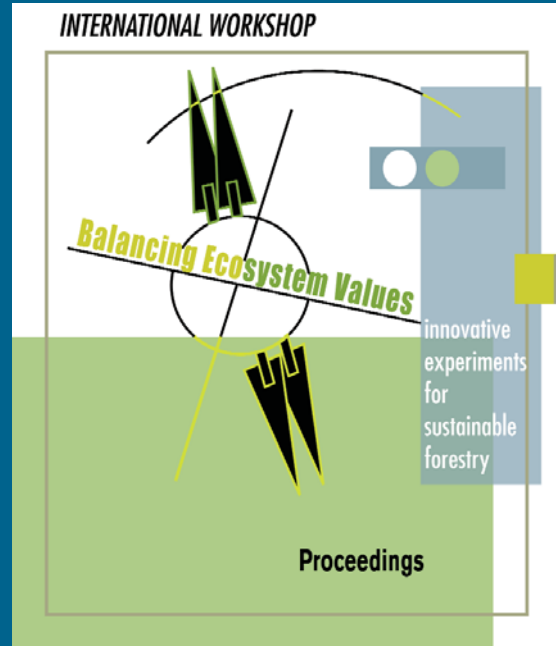 INTERNATIONAL WORKSHOP
Balancing Ecosystem Values
innovative
experiments
for
sustainable
forestry
Proceedings